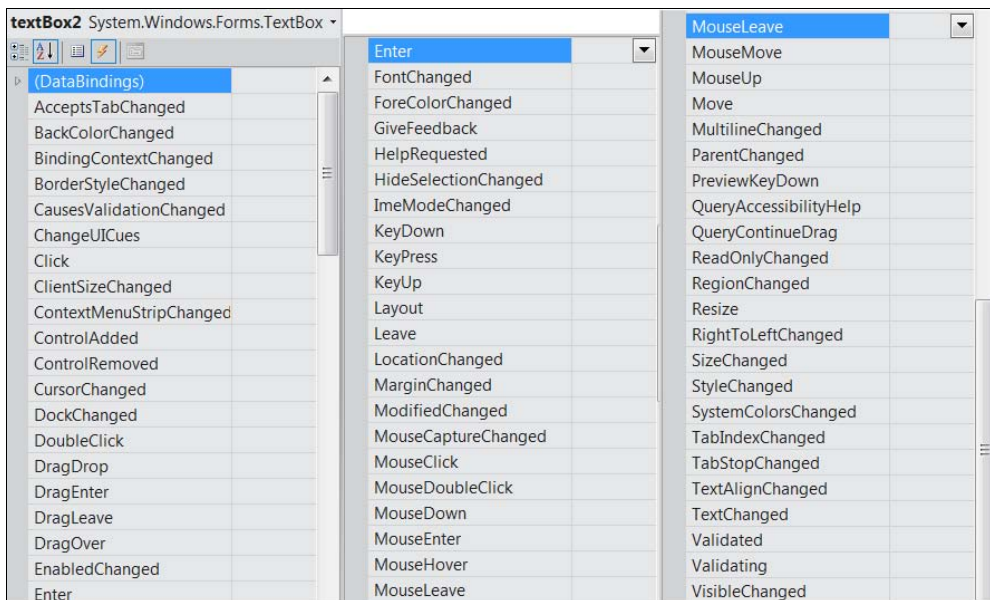 textBox2 System.Windows.Forms.TextBox
(DataBindings)
AcceptsTabChanged
BackColorChanged
BindingContextChanged
BorderStyleChanged
CausesValidationChanged
ChangeUICues
Click
ClientSizeChanged
ContextMenuStripChanged
ControlAdded
ControlRemoved
CursorChanged
DockChanged
DoubleClick
DragDrop
DragEnter
DragLeave
DragOver
EnabledChanged
Enter
Enter
FontChanged
ForeColorChanged
GiveFeedback
HelpRequested
HideSelectionChanged
ImeModeChanged
KeyDown
KeyPress
KeyUp
Layout
Leave
LocationChanged
MarginChanged
ModifiedChanged
MouseCaptureChanged
MouseClick
MouseDoubleClick
MouseDown
MouseEnter
MouseHover
MouseLeave
MouseLeave
MouseMove
MouseUp
Move
MultilineChanged
ParentChanged
PreviewKeyDown
QueryAccessibilityHelp
QueryContinueDrag
ReadOnlyChanged
RegionChanged
Resize
RightToLeftChanged
SizeChanged
StyleChanged
SystemColorsChanged
TabIndexChanged
TabStopChanged
TextAlignChanged
TextChanged
Validated
Validating
VisibleChanged